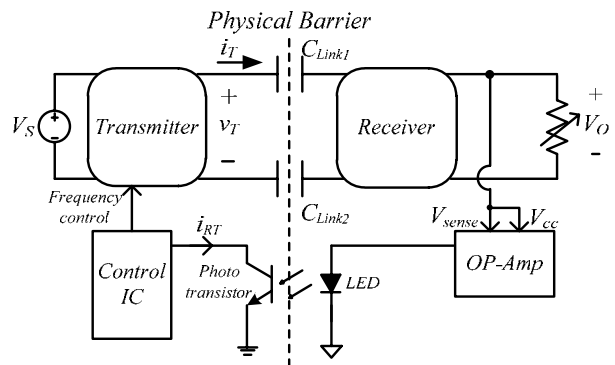 Physical Barrier
i_T
C_Link1
V_S
Transmitter
+
v_T
-
Receiver
+
V_O
-
Frequency
control
C_Link2
V_sense
V_cc
i_RT
Control
IC
Photo
transistor
LED
OP-Amp